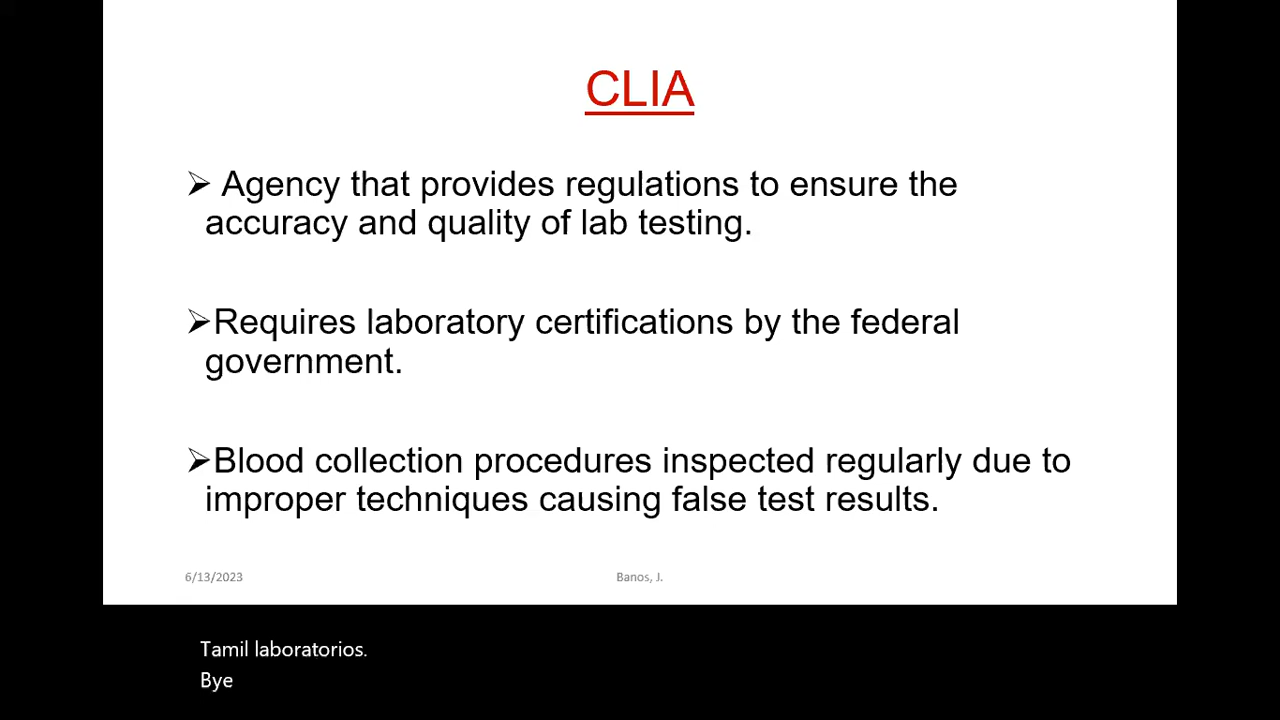 CLIA
➢ Agency that provides regulations to ensure the
accuracy and quality of lab testing.
➢Requires laboratory certifications by the federal
government.
➢Blood collection procedures inspected regularly due to
improper techniques causing false test results.
6/13/2023
Banos, J.
Tamil laboratorios.
Bye